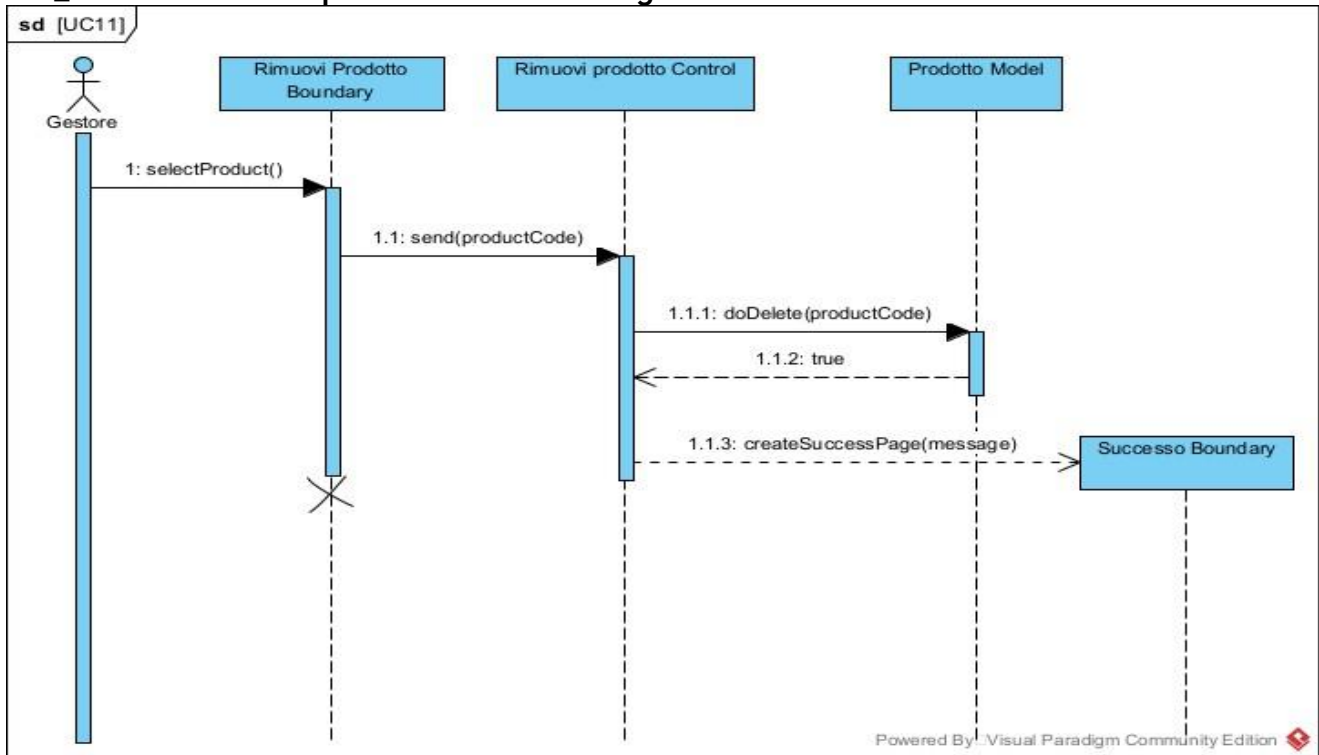 sd [UC11]
Rimuovi Prodotto
Boundary
Rimuovi prodotto Control
Prodotto Model
Gestore
1: selectProduct()
1.1: send(productCode)
1.1.1: doDelete(productCode)
1.1.2: true
1.1.3: createSuccessPage(message)
Successo Boundary
Powered By Visual Paradigm Community Edition